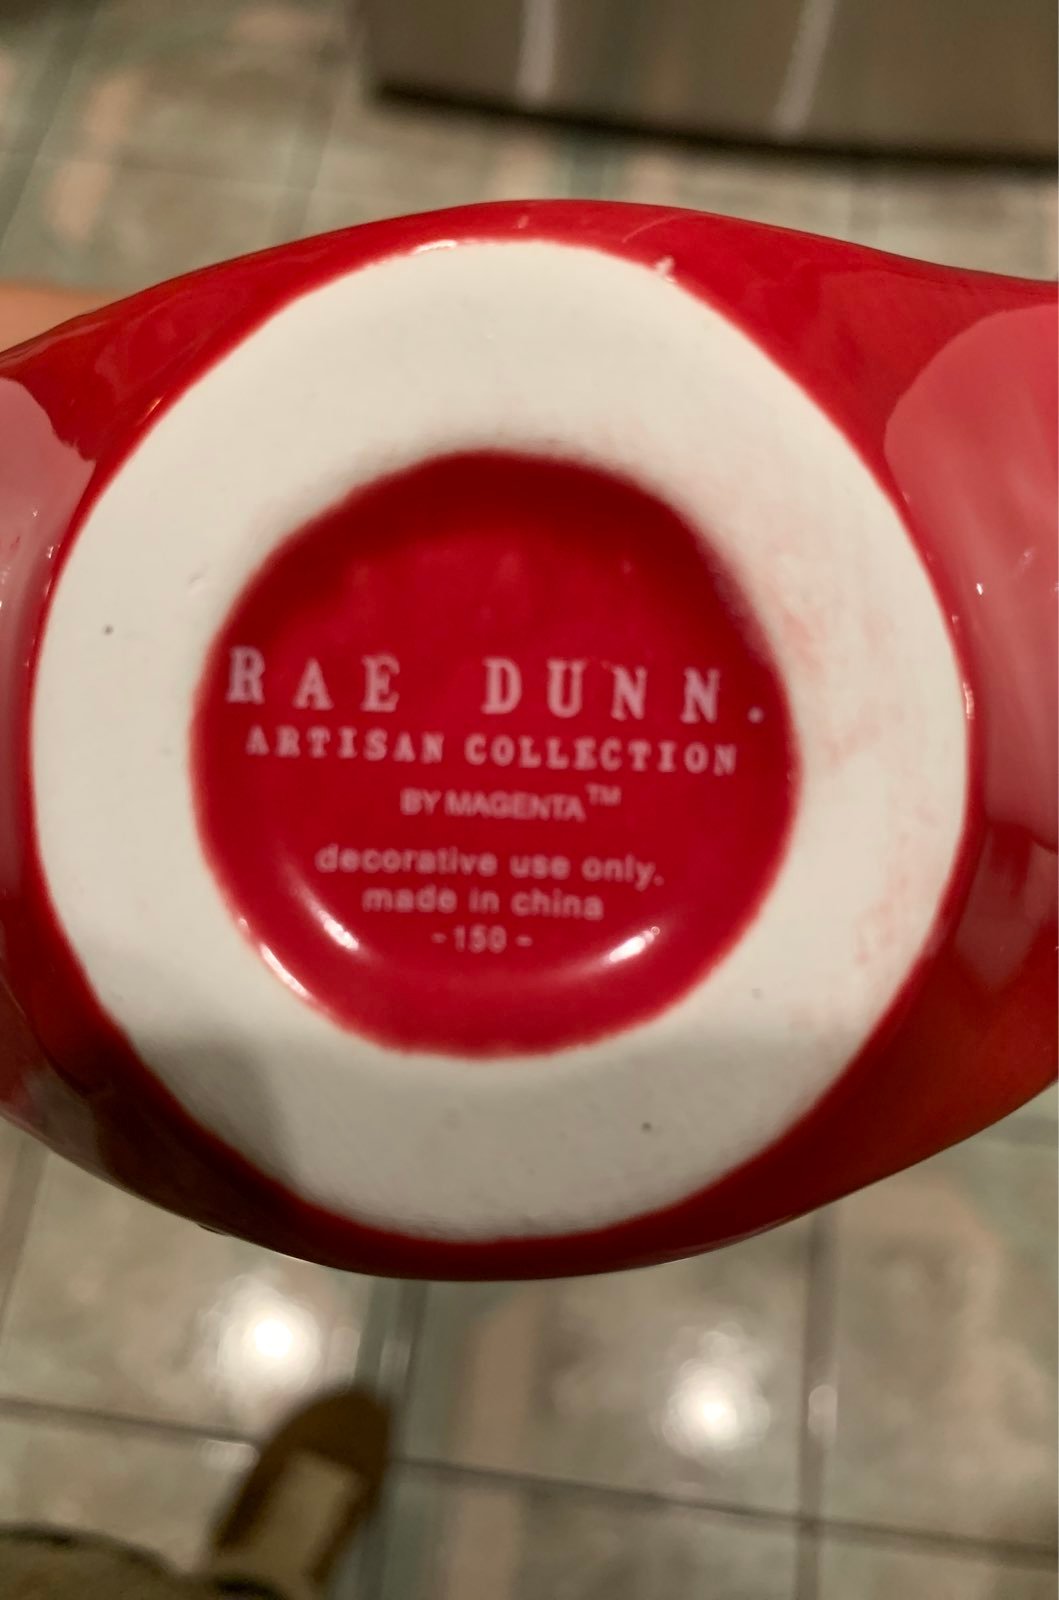 RAE DUNN.
ARTISAN COLLECTION
BY MAGENTA™
decorative use only.
made in china
-150-